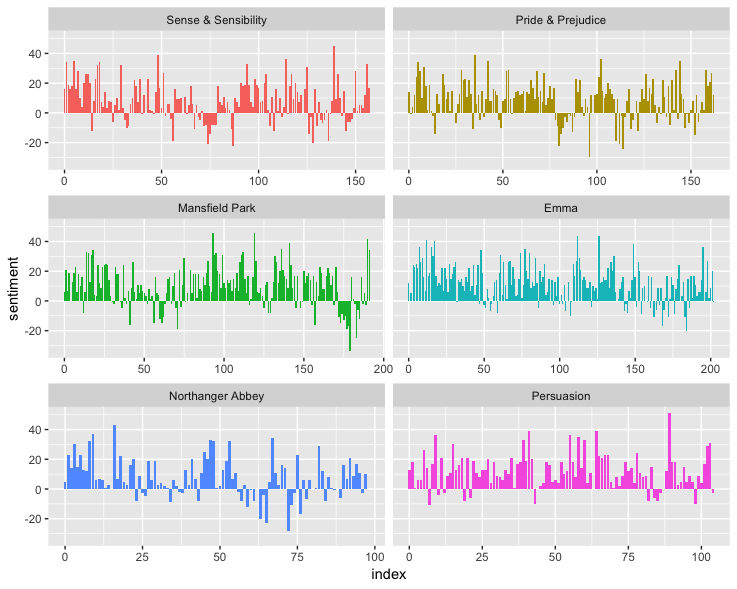 Sense & Sensibility
Pride & Prejudice
40
20
0
-20
0 50 100 150
0 50 100 150
Mansfield Park
Emma
40
20
0
-20
0 50 100 150 200
0 50 100 150 200
Northanger Abbey
Persuasion
40
20
0
-20
0 25 50 75 100
0 25 50 75 100
sentiment
index